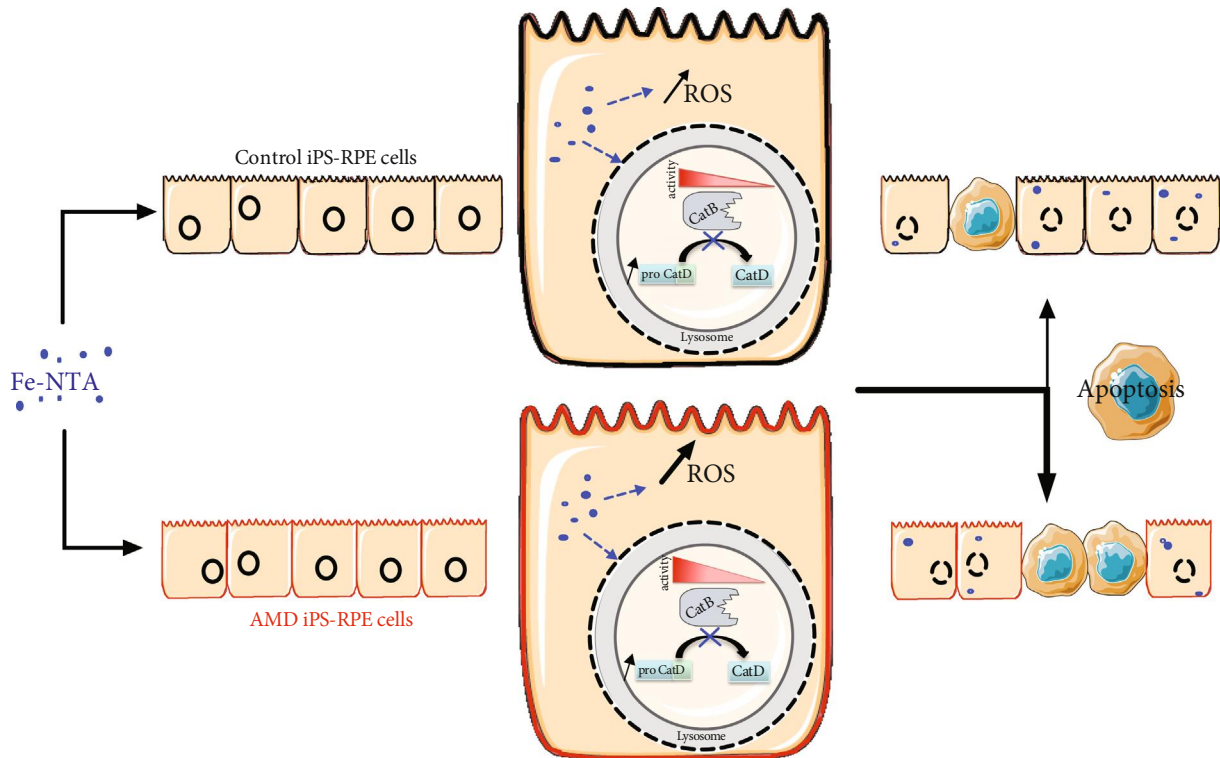 Control iPS-RPE cells
Fe-NTA
AMD iPS-RPE cells
ROS
activity
CatB
pro CatD
CatD
Lysosome
ROS
activity
CatB
pro CatD
CatD
Lysosome
Apoptosis